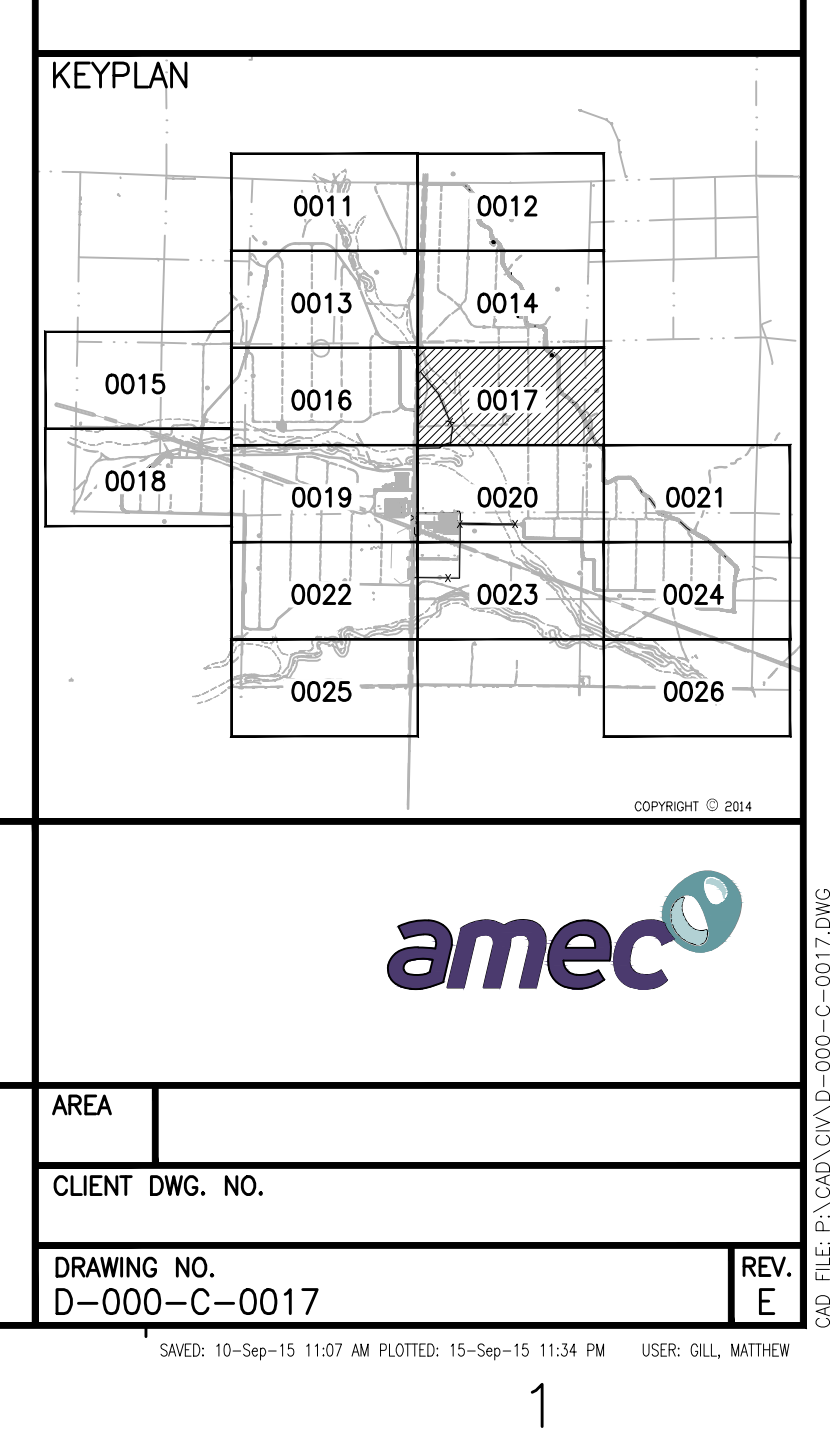 KEYPLAN
0011 0012
0013 0014
0015 0016 0017
0018 0019 0020 0021
0022 0023 0024
0025 0026
COPYRIGHT © 2014
amec
AREA
CLIENT DWG. NO.
DRAWING NO. REV.
D-000-C-0017 E
SAVED: 10-Sep-15 11:07 AM PLOTTED: 15-Sep-15 11:34 PM USER: GILL, MATTHEW
CAD FILE: P:\CAD\CIV\D-000-C-0017.DWG
1